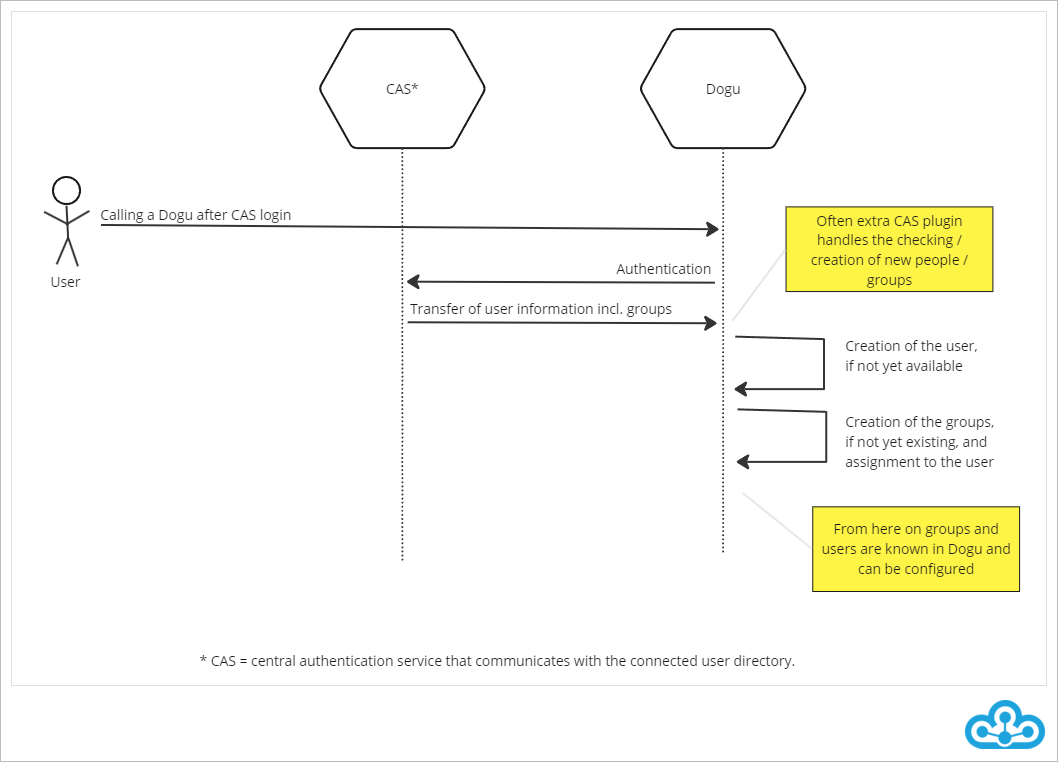 CAS*
Dogu
Calling a Dogu after CAS login
User
Often extra CAS plugin
handles the checking /
creation of new people /
groups
Authentication
Transfer of user information incl. groups
Creation of the user,
if not yet available
Creation of the groups,
if not yet existing, and
assignment to the user
From here on groups and
users are known in Dogu and
can be configured
* CAS = central authentication service that communicates with the connected user directory.